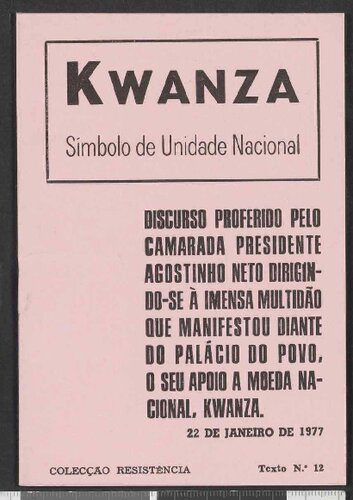 KWANZA
Símbolo de Unidade Nacional
DISCURSO PROFERIDO PELO
CAMARADA PRESIDENTE
AGOSTINHO NETO DIRIGIN-
DO-SE À IMENSA MULTIDÃO
QUE MANIFESTOU DIANTE
DO PALÁCIO DO POVO,
O SEU APOIO A MOEDA NA-
CIONAL, KWANZA.
22 DE JANEIRO DE 1977
COLECÇAO RESISTÊNCIA Texto N.º 12